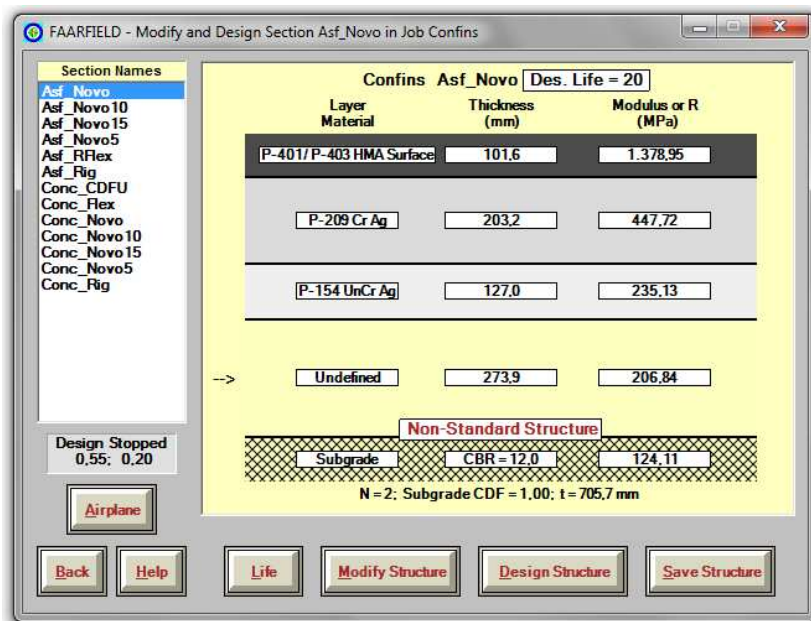 FAARFIELD - Modify and Design Section Asf_Novo in Job Confins
Section Names
Asf_Novo
Asf_Novo10
Asf_Novo15
Asf_Novo5
Asf_RFlex
Asf_Rig
Conc_CDFU
Conc_Flex
Conc_Novo
Conc_Novo10
Conc_Novo15
Conc_Novo5
Conc_Rig
Design Stopped
0,55; 0,20
Airplane
Back
Help
Confins Asf_Novo Des. Life = 20
Layer Material
Thickness (mm)
Modulus or R (MPa)
P-401/ P-403 HMA Surface 101,6 1.378,95
P-209 Cr Ag 203,2 447,72
P-154 UnCr Ag 127,0 235,13
--> Undefined 273,9 206,84
Non-Standard Structure
Subgrade CBR = 12,0 124,11
N = 2; Subgrade CDF = 1,00; t = 705,7 mm
Life
Modify Structure
Design Structure
Save Structure